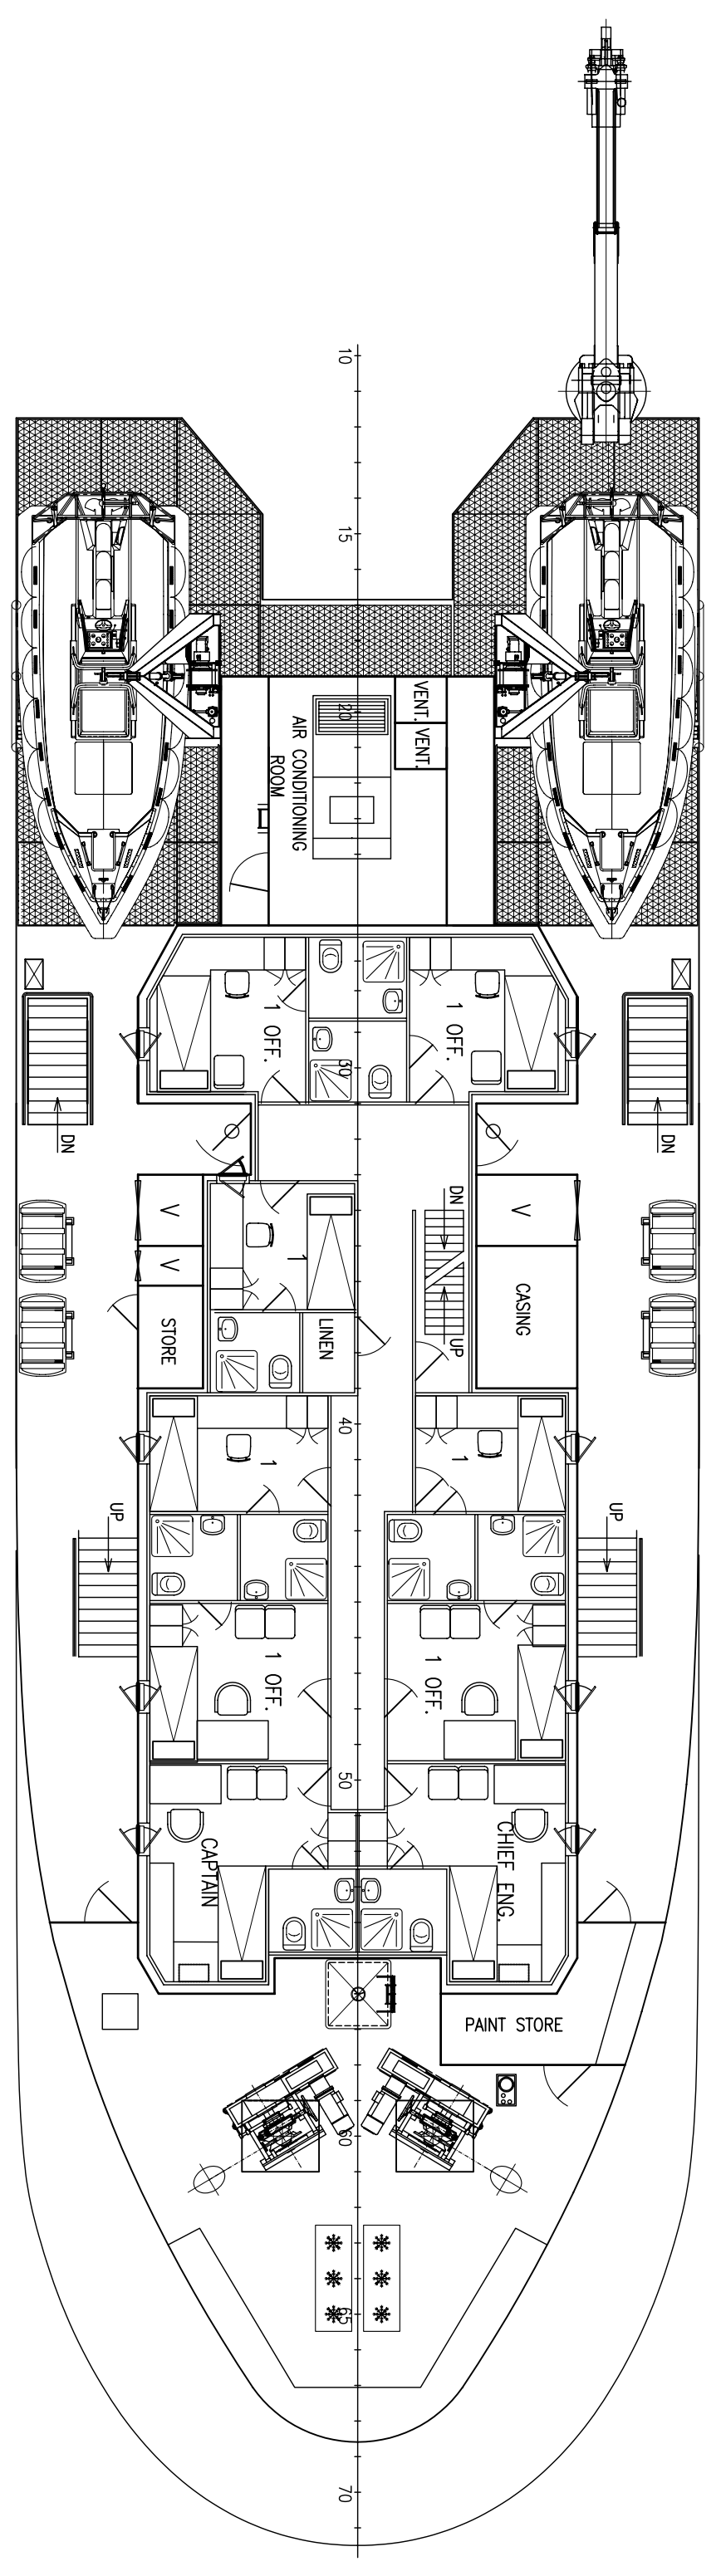 10
15
20
VENT.
VENT.
AIR CONDITIONING
ROOM
1 OFF.
1 OFF.
30
DN
DN
DN
V
V
V
1
CASING
STORE
LINEN
UP
40
1
1
UP
UP
1 OFF.
1 OFF.
50
CAPTAIN
CHIEF ENG.
PAINT STORE
60
65
70